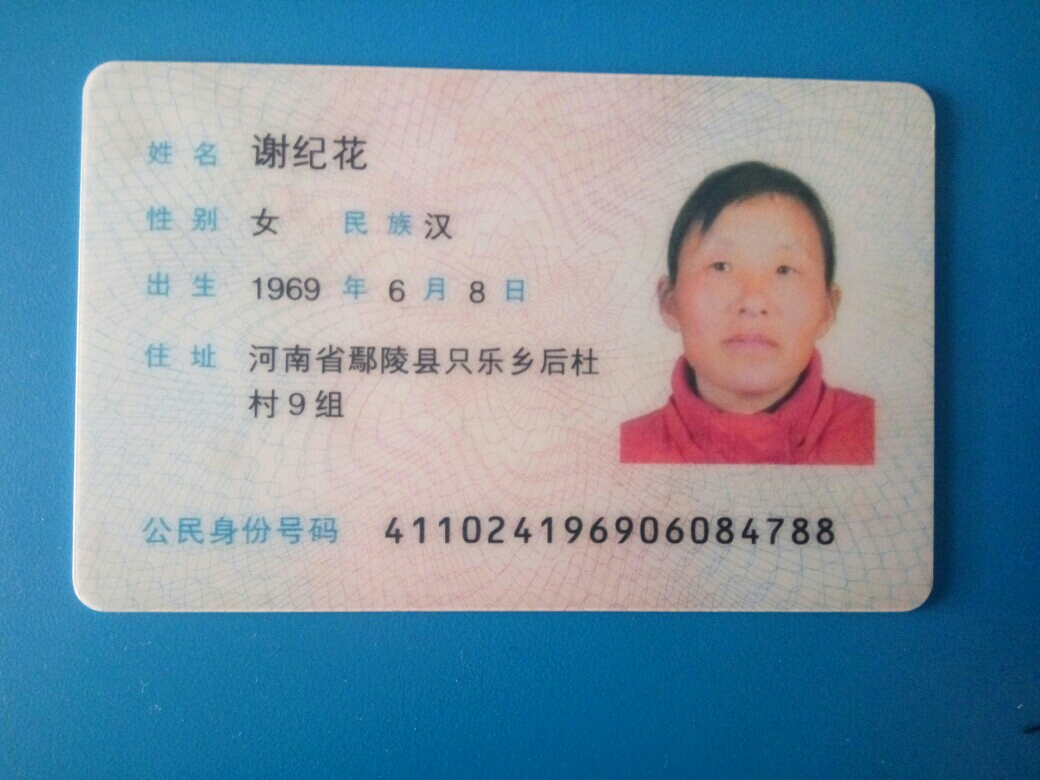 姓名 谢纪花
性别 女 民族 汉
出生 1969 年 6 月 8 日
住址 河南省鄢陵县只乐乡后杜
村9组
公民身份号码 411024196906084788